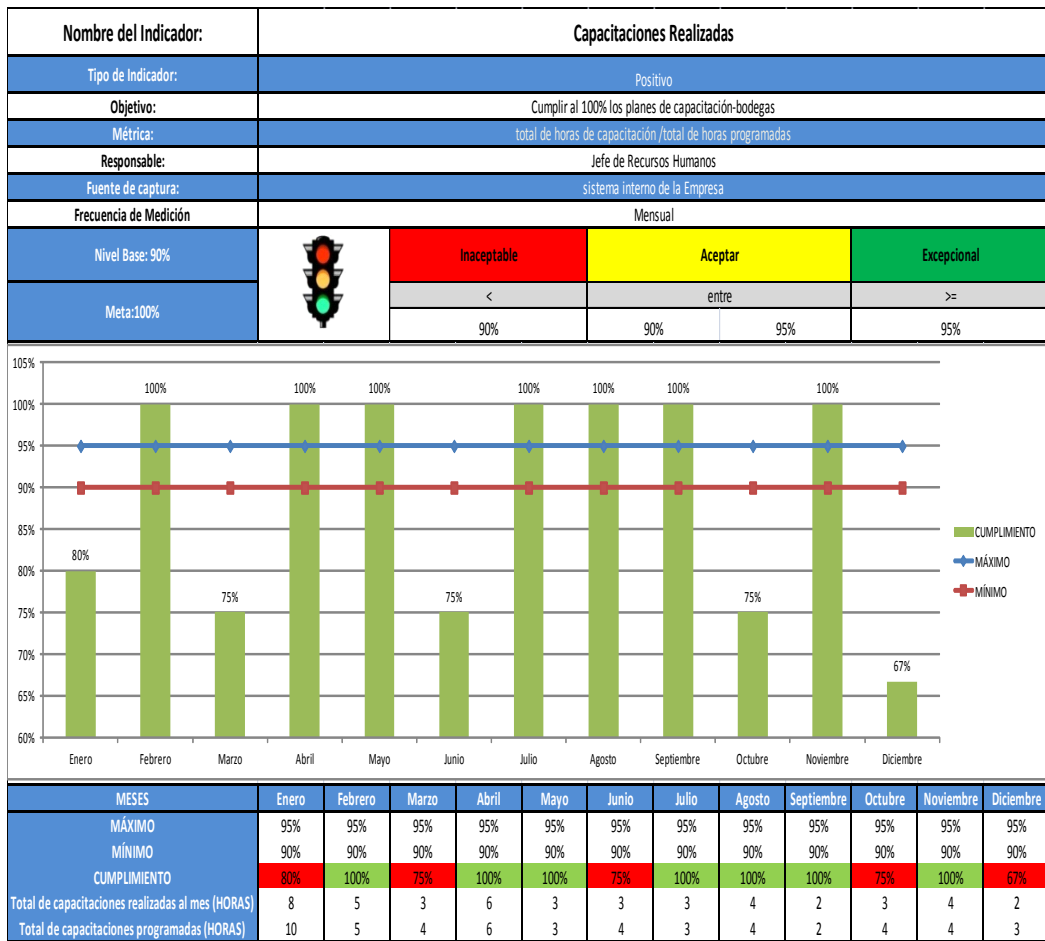 Nombre del Indicador: Capacitaciones Realizadas
Tipo de Indicador: Positivo
Objetivo: Cumplir al 100% los planes de capacitación-bodegas
Métrica: total de horas de capacitación /total de horas programadas
Responsable: Jefe de Recursos Humanos
Fuente de captura: sistema interno de la Empresa
Frecuencia de Medición Mensual
Nivel Base: 90% Inaceptable Aceptar Excepcional
Meta:100% < entre >=
90% 90% 95% 95%
105%
100%
95%
90%
85%
80%
75%
70%
65%
60%
80% 100% 75% 100% 100% 75% 100% 100% 100% 75% 100% 67%
Enero Febrero Marzo Abril Mayo Junio Julio Agosto Septiembre Octubre Noviembre Diciembre
CUMPLIMIENTO
MÁXIMO
MÍNIMO
MESES Enero Febrero Marzo Abril Mayo Junio Julio Agosto Septiembre Octubre Noviembre Diciembre
MÁXIMO 95% 95% 95% 95% 95% 95% 95% 95% 95% 95% 95% 95%
MÍNIMO 90% 90% 90% 90% 90% 90% 90% 90% 90% 90% 90% 90%
CUMPLIMIENTO 80% 100% 75% 100% 100% 75% 100% 100% 100% 75% 100% 67%
Total de capacitaciones realizadas al mes (HORAS) 8 5 3 6 3 3 3 4 2 3 4 2
Total de capacitaciones programadas (HORAS) 10 5 4 6 3 4 3 4 2 4 4 3